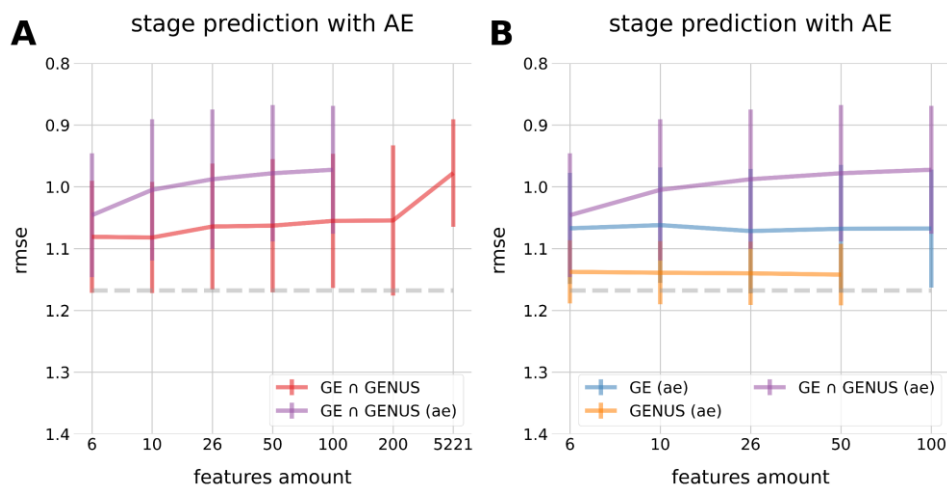 A
stage prediction with AE
0.8
0.9
1.0
1.1
1.2
1.3
1.4
rmse
6 10 26 50 100 200 5221
features amount
GE ∩ GENUS
GE ∩ GENUS (ae)
B
stage prediction with AE
0.8
0.9
1.0
1.1
1.2
1.3
1.4
rmse
6 10 26 50 100
features amount
GE (ae) GE ∩ GENUS (ae)
GENUS (ae)